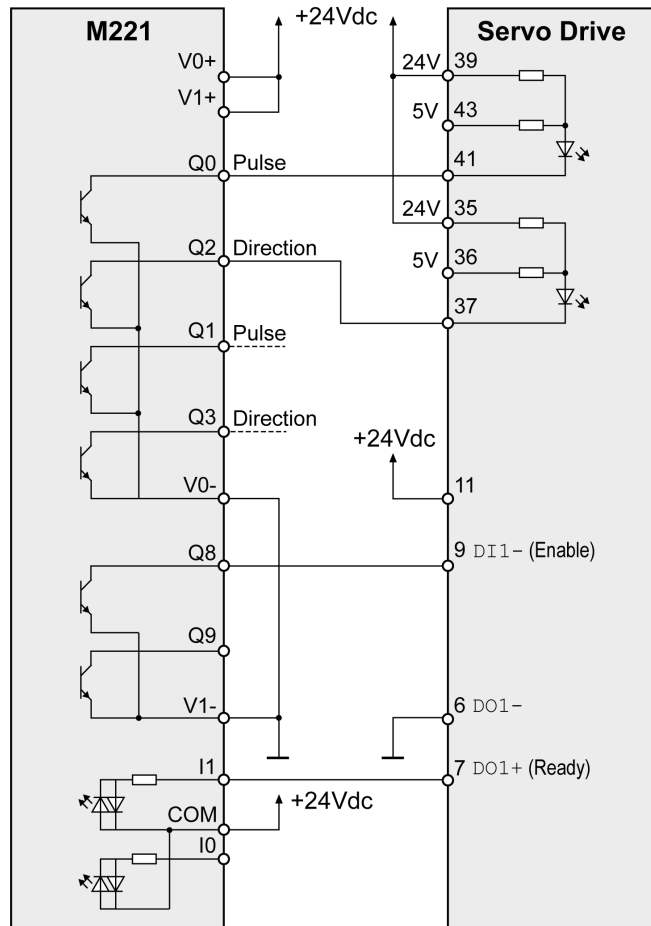 M221
+24Vdc
Servo Drive
V0+
V1+
24V 39
5V 43
Q0 Pulse
41
24V 35
Q2 Direction
5V 36
37
Q1 Pulse
Q3 Direction
+24Vdc
V0-
11
Q8
9 DI1- (Enable)
Q9
V1-
6 DO1-
I1
7 DO1+ (Ready)
COM
+24Vdc
I0